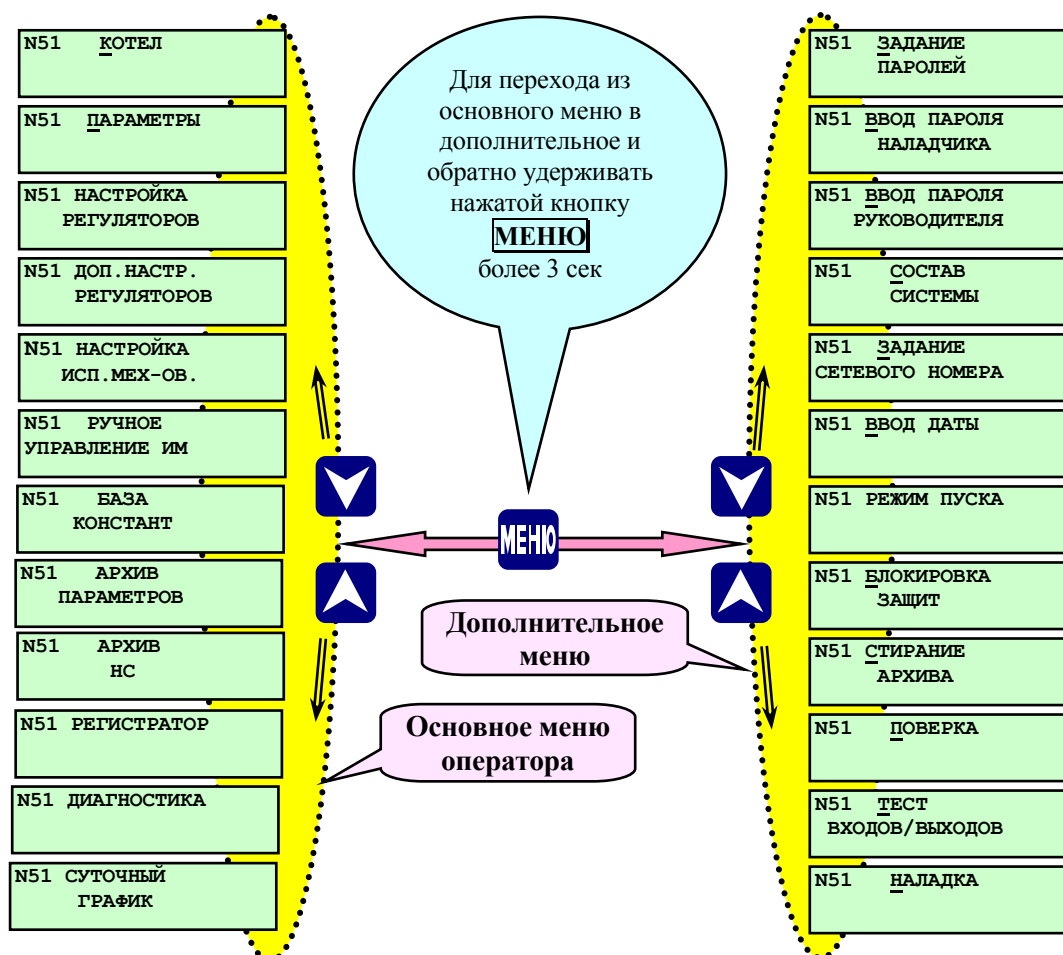 N51 КОТЕЛ
N51 ПАРАМЕТРЫ
N51 НАСТРОЙКА
РЕГУЛЯТОРОВ
N51 ДОП.НАСТР.
РЕГУЛЯТОРОВ
N51 НАСТРОЙКА
ИСП.МЕХ-ОВ.
N51 РУЧНОЕ
УПРАВЛЕНИЕ ИМ
N51 БАЗА
КОНСТАНТ
N51 АРХИВ
ПАРАМЕТРОВ
N51 АРХИВ
НС
N51 РЕГИСТРАТОР
N51 ДИАГНОСТИКА
N51 СУТОЧНЫЙ
ГРАФИК
Для перехода из
основного меню в
дополнительное и
обратно удерживать
нажатой кнопку
МЕНЮ
более 3 сек
МЕНЮ
Дополнительное
меню
Основное меню
оператора
N51 ЗАДАНИЕ
ПАРОЛЕЙ
N51 ВВОД ПАРОЛЯ
НАЛАДЧИКА
N51 ВВОД ПАРОЛЯ
РУКОВОДИТЕЛЯ
N51 СОСТАВ
СИСТЕМЫ
N51 ЗАДАНИЕ
СЕТЕВОГО НОМЕРА
N51 ВВОД ДАТЫ
N51 РЕЖИМ ПУСКА
N51 БЛОКИРОВКА
ЗАЩИТ
N51 СТИРАНИЕ
АРХИВА
N51 ПОВЕРКА
N51 ТЕСТ
ВХОДОВ/ВЫХОДОВ
N51 НАЛАДКА